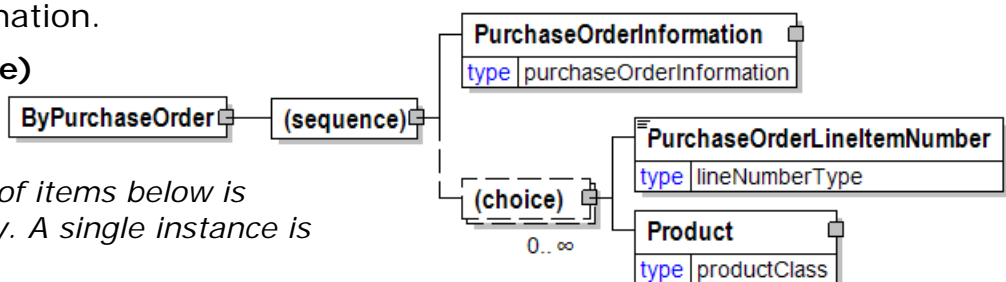 nation.
e)
of items below is
y. A single instance is
ByPurchaseOrder
(sequence)
PurchaseOrderInformation
type purchaseOrderInformation
(choice)
0.. ∞
PurchaseOrderLineItemNumber
type lineNumberType
Product
type productClass